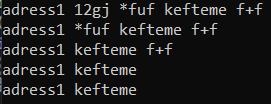 adress1 12gj *fuf kefteme f+f
adress1 *fuf kefteme f+f
adress1 kefteme f+f
adress1 kefteme
adress1 kefteme